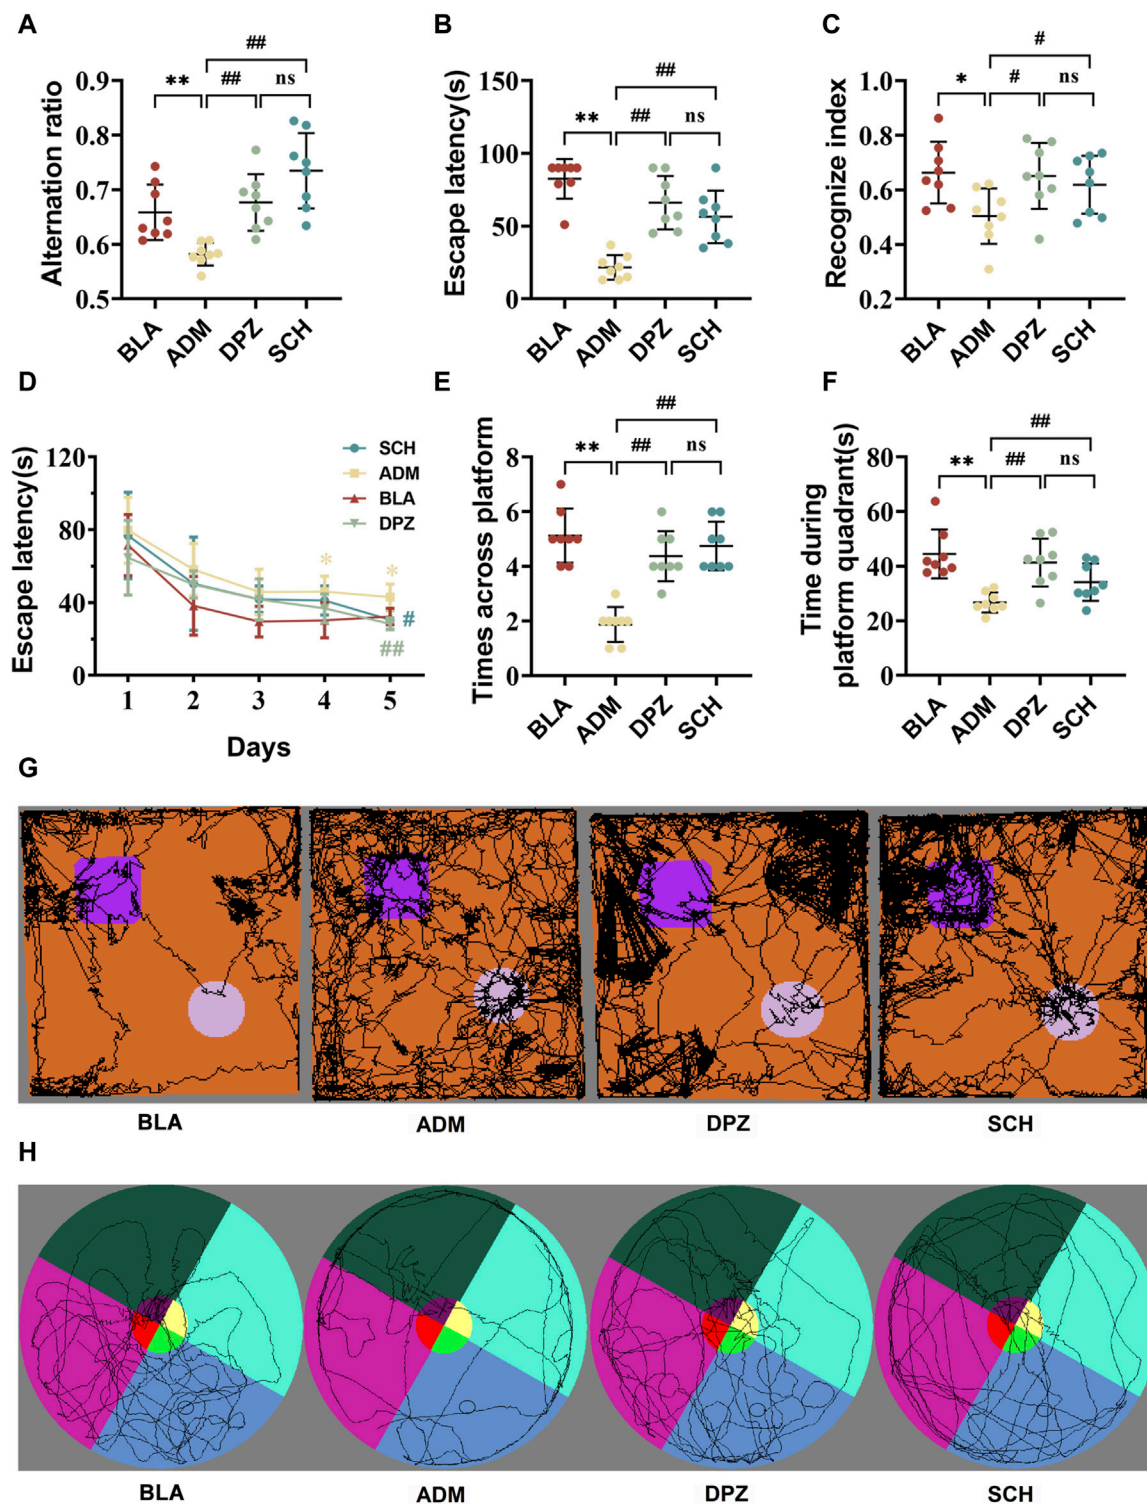 A
Alternation ratio
0.9
0.8
0.7
0.6
0.5
**
##
##
ns
BLA
ADM
DPZ
SCH
B
Escape latency(s)
150
100
50
0
**
##
##
ns
BLA
ADM
DPZ
SCH
C
Recognize index
1.0
0.8
0.6
0.4
0.2
*
#
#
ns
BLA
ADM
DPZ
SCH
D
Escape latency(s)
120
80
40
0
1 2 3 4 5
Days
SCH
ADM
BLA
DPZ
*
*
#
##
E
Times across platform
8
6
4
2
0
**
##
##
ns
BLA
ADM
DPZ
SCH
F
Time during
platform quadrant(s)
80
60
40
20
0
**
##
##
ns
BLA
ADM
DPZ
SCH
G
BLA ADM DPZ SCH
H
BLA ADM DPZ SCH